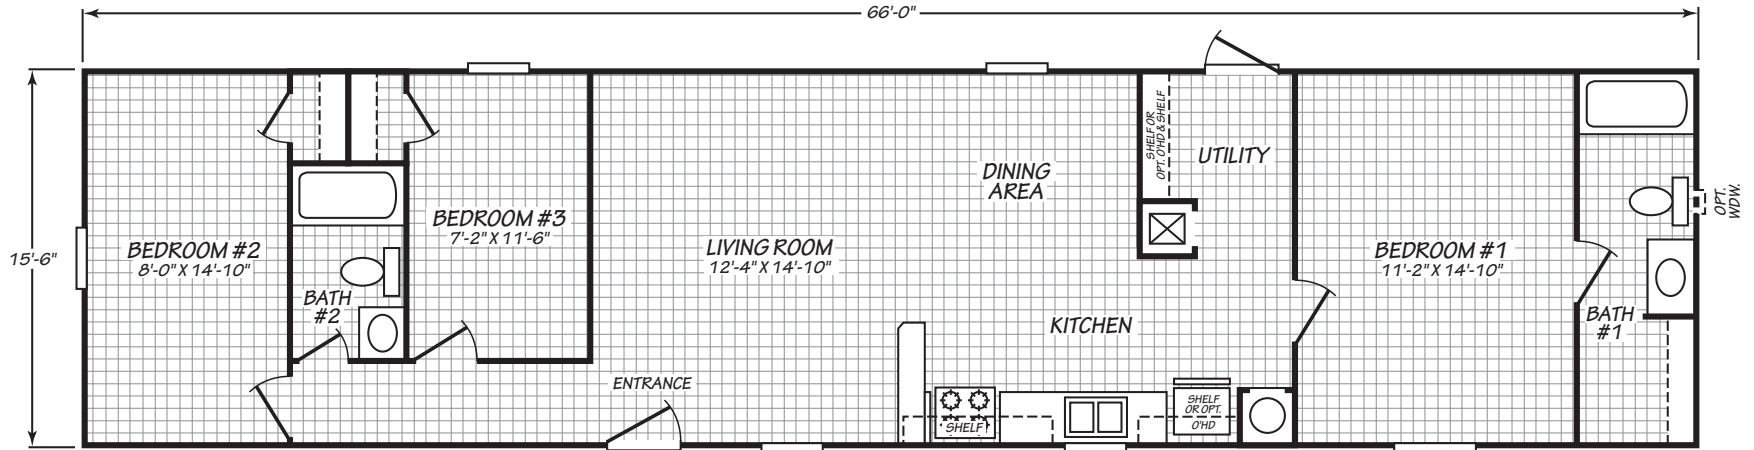 66'-0"
15'-6"
BEDROOM #2
8'-0" X 14'-10"
BATH
#2
BEDROOM #3
7'-2" X 11'-6"
LIVING ROOM
12'-4" X 14'-10"
ENTRANCE
DINING
AREA
KITCHEN
SHELF
SHELF OR
OPT. O'HD & SHELF
UTILITY
SHELF
OR OPT.
O'HD
BEDROOM #1
11'-2" X 14'-10"
BATH
#1
OPT.
WDW.